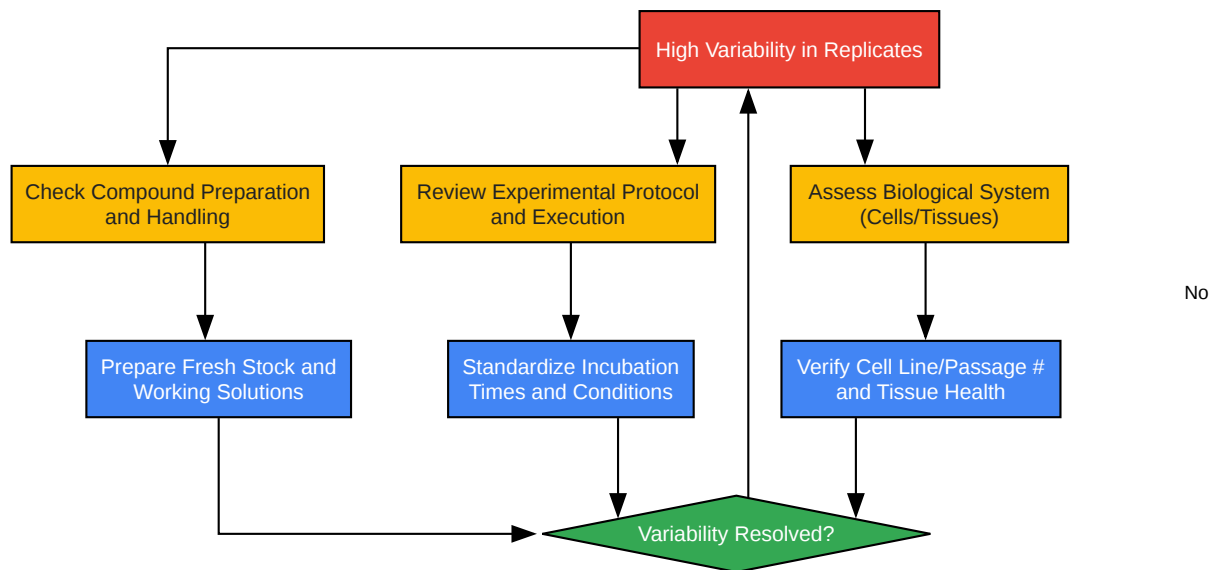 High Variability in Replicates
Check Compound Preparation
and Handling
Review Experimental Protocol
and Execution
Assess Biological System
(Cells/Tissues)
No
Prepare Fresh Stock and
Working Solutions
Standardize Incubation
Times and Conditions
Verify Cell Line/Passage #
and Tissue Health
Variability Resolved?